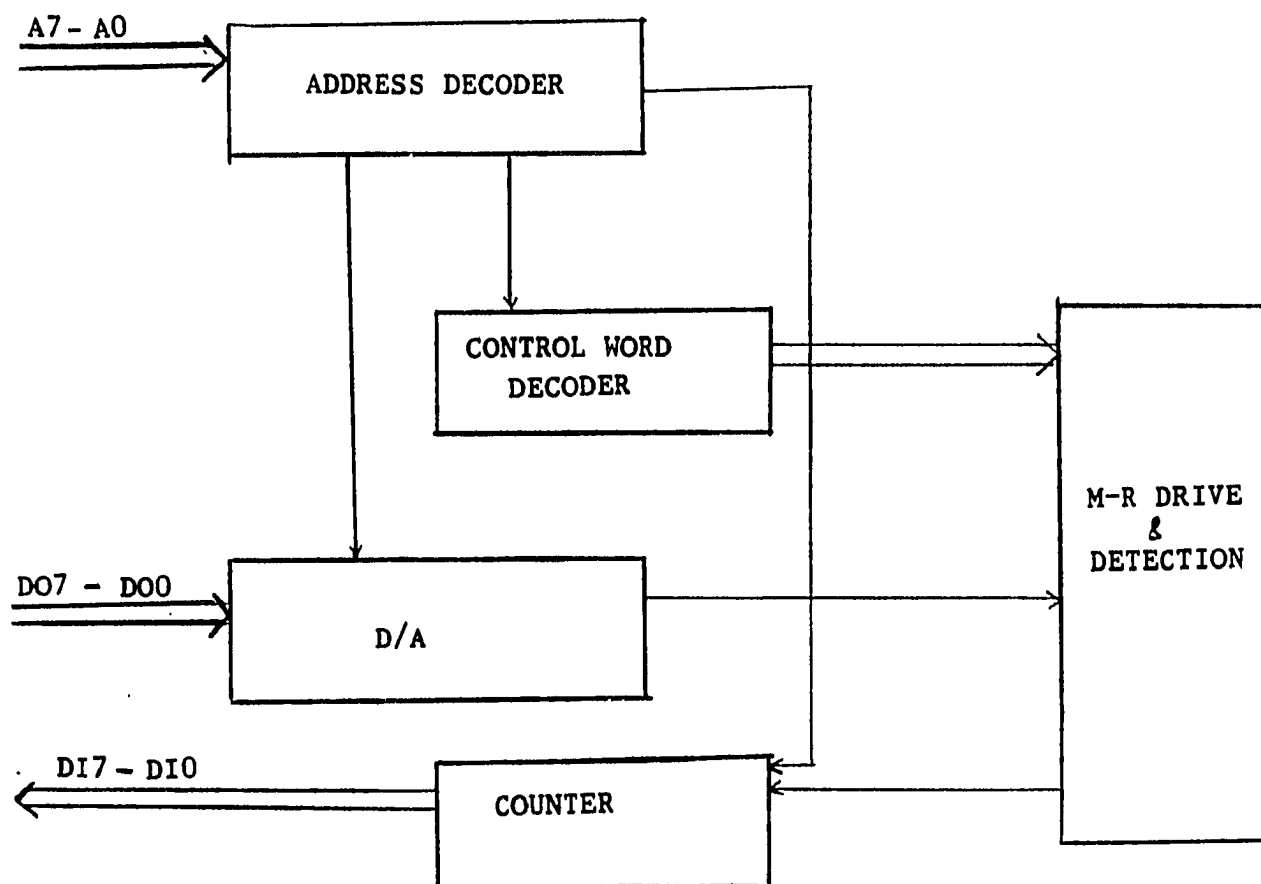 A7 - A0
ADDRESS DECODER
CONTROL WORD
DECODER
M-R DRIVE
&
DETECTION
DO7 - DO0
D/A
DI7 - DI0
COUNTER